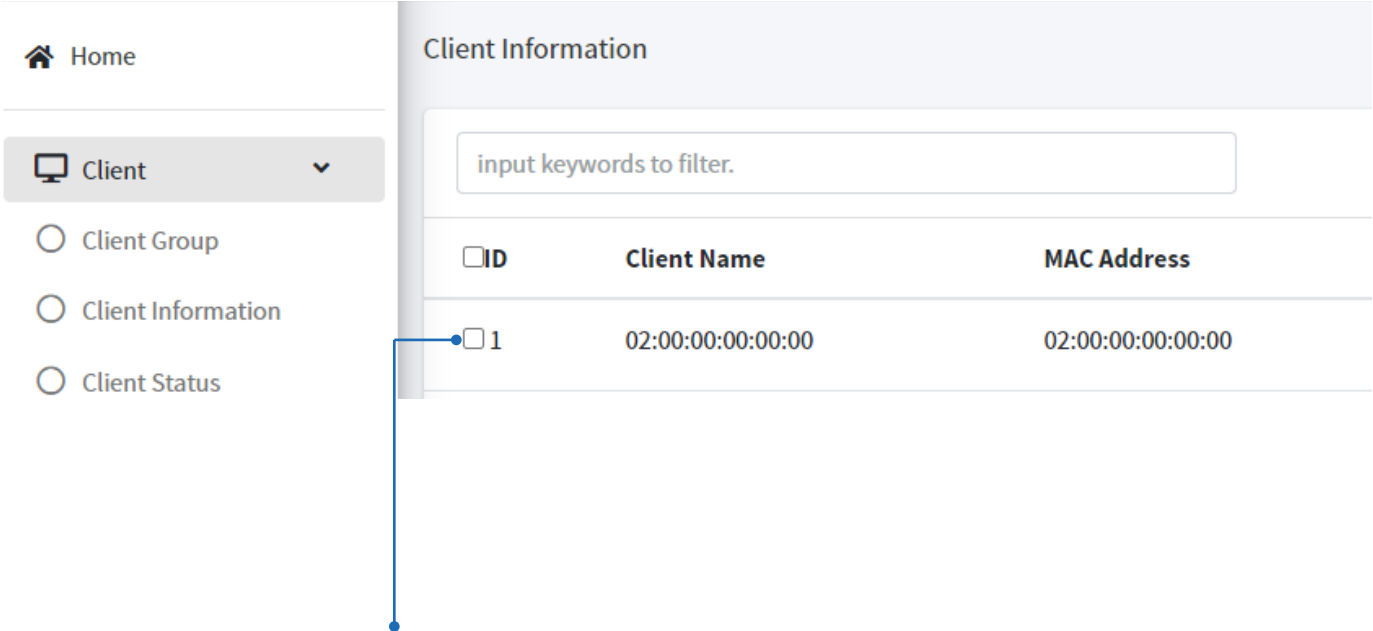 Home
Client
Client Group
Client Information
Client Status
Client Information
input keywords to filter.
ID Client Name MAC Address
1 02:00:00:00:00:00 02:00:00:00:00:00